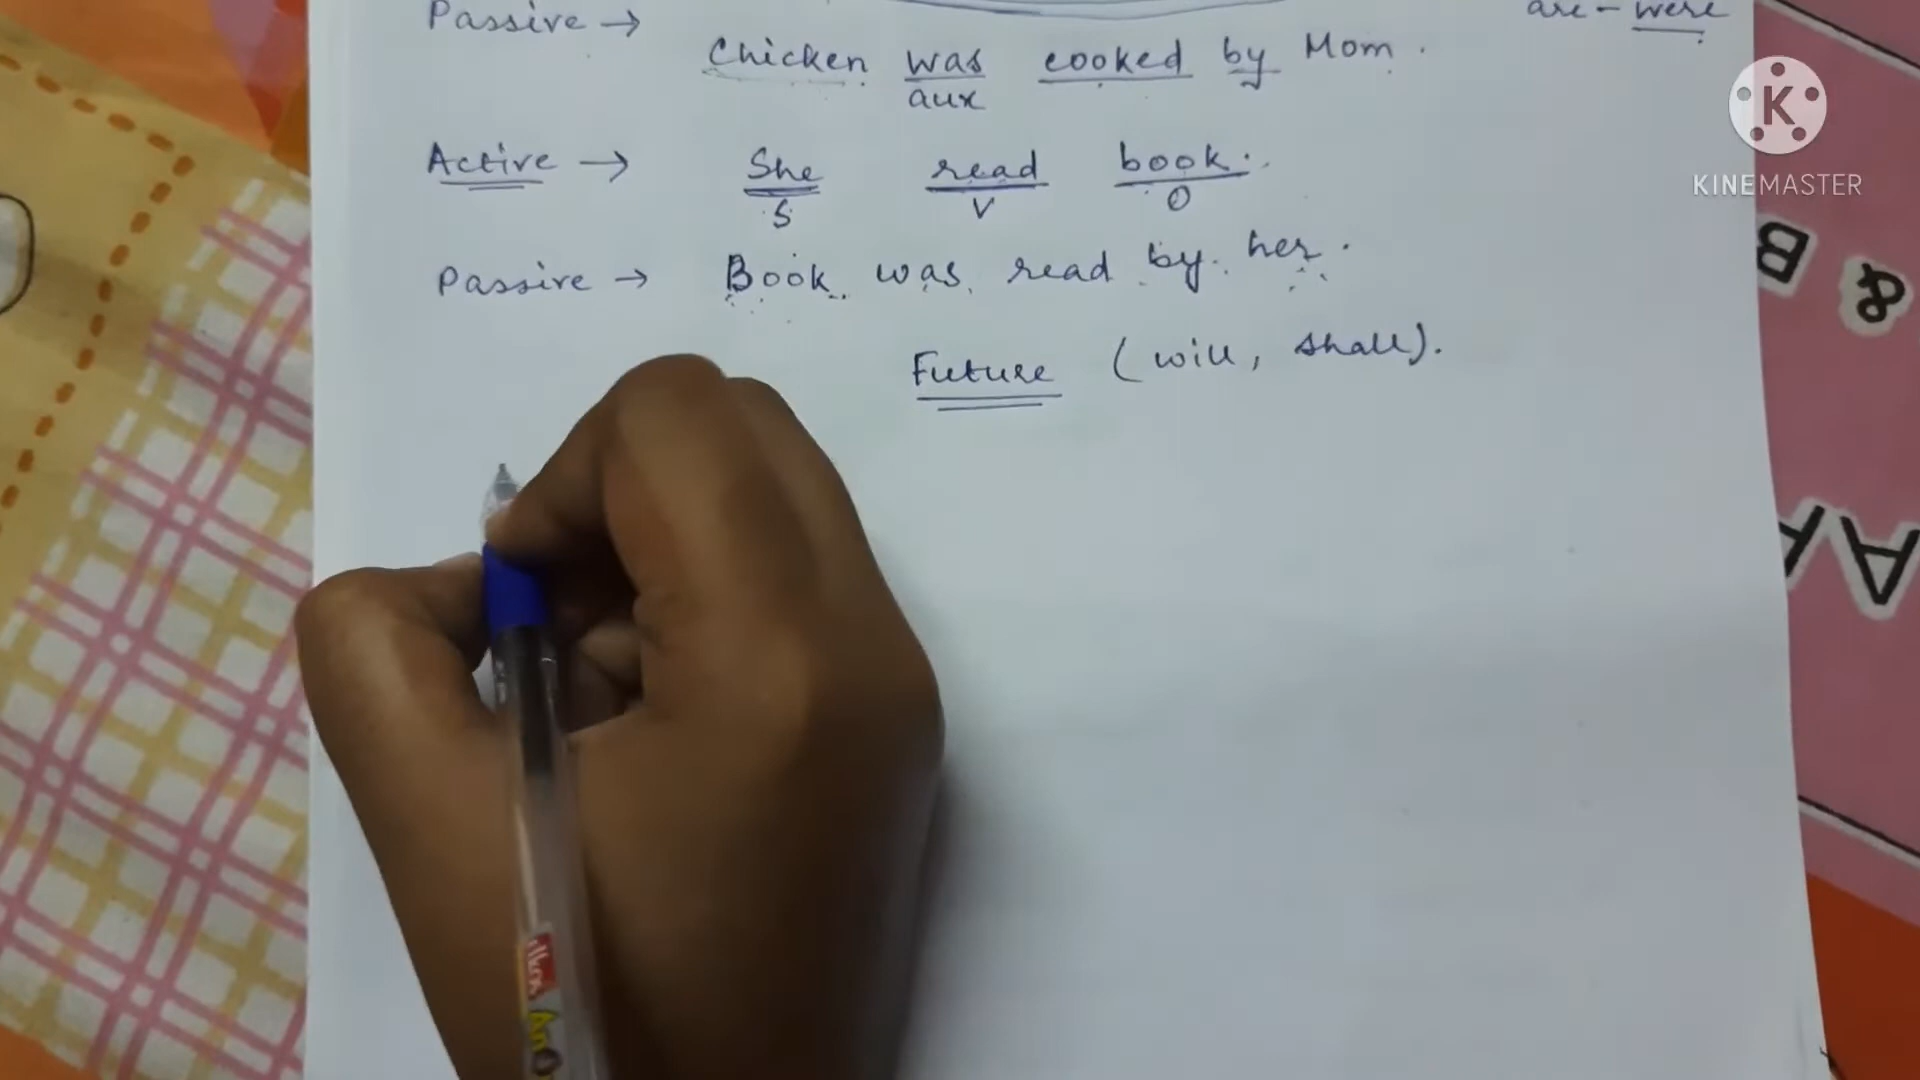 Passive →
are - were
Chicken was cooked by Mom.
aux
Active → She read book.
S V O
Passive → Book was read by her.
Future (will, shall).
K
KINEMASTER
& B